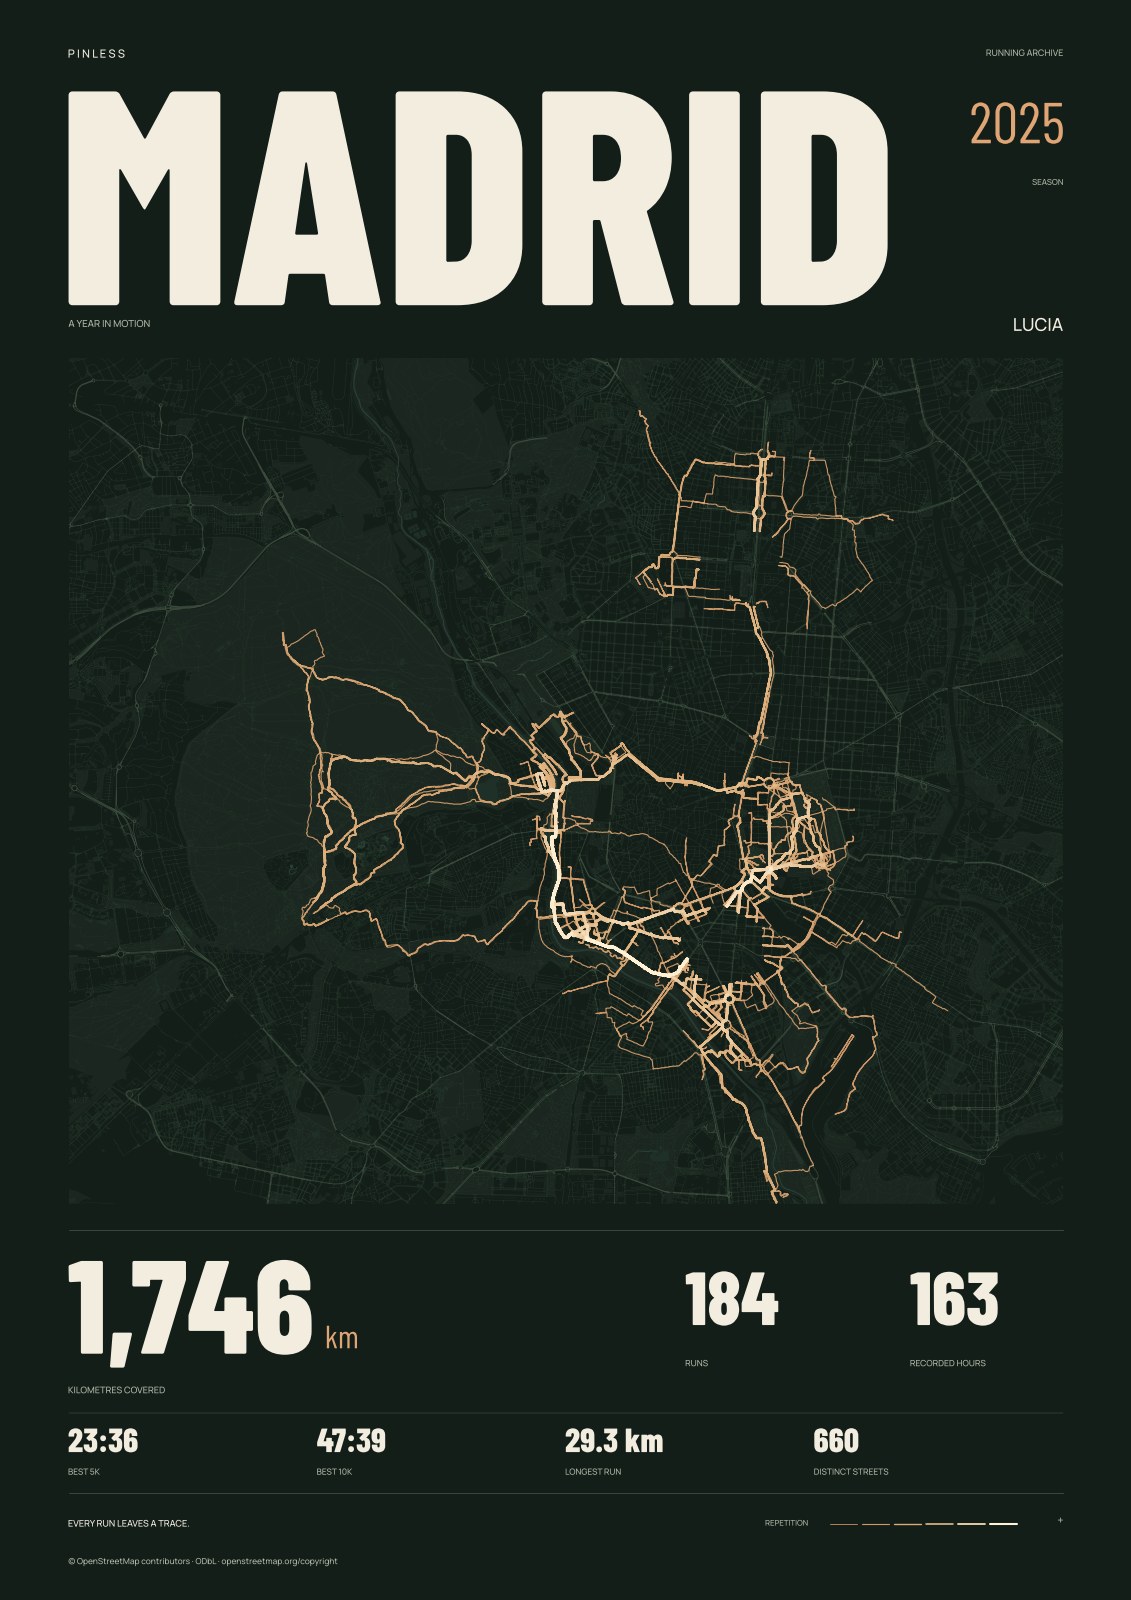 PINLESS
RUNNING ARCHIVE
MADRID
2025
SEASON
A YEAR IN MOTION
LUCIA
1,746 km
KILOMETRES COVERED
184
RUNS
163
RECORDED HOURS
23:36
BEST 5K
47:39
BEST 10K
29.3 km
LONGEST RUN
660
DISTINCT STREETS
EVERY RUN LEAVES A TRACE.
REPETITION
+
© OpenStreetMap contributors · ODbL · openstreetmap.org/copyright